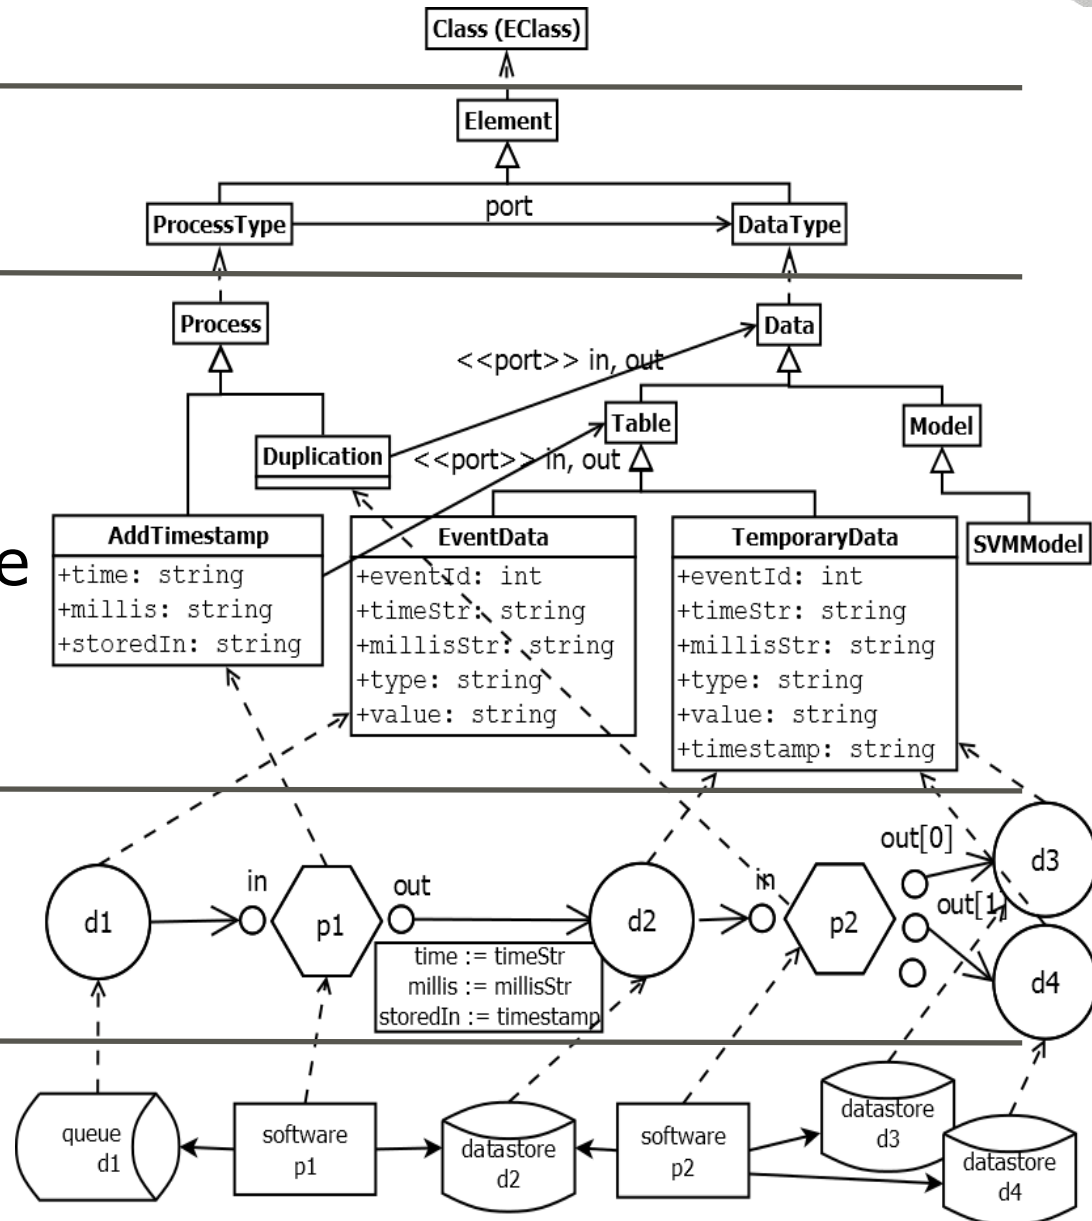 Class (EClass)
Element
port
ProcessType
DataType
Process
Data
<<port>> in, out
Table
Model
Duplication
<<port>> in, out
AddTimestamp
+time: string
+millis: string
+storedIn: string
EventData
+eventId: int
+timeStr: string
+millisStr: string
+type: string
+value: string
TemporaryData
+eventId: int
+timeStr: string
+millisStr: string
+type: string
+value: string
+timestamp: string
SVMModel
e
d1
in
p1
out
time := timeStr
millis := millisStr
storedIn := timestamp
d2
in
p2
out[0]
out[1]
d3
d4
queue
d1
software
p1
datastore
d2
software
p2
datastore
d3
datastore
d4